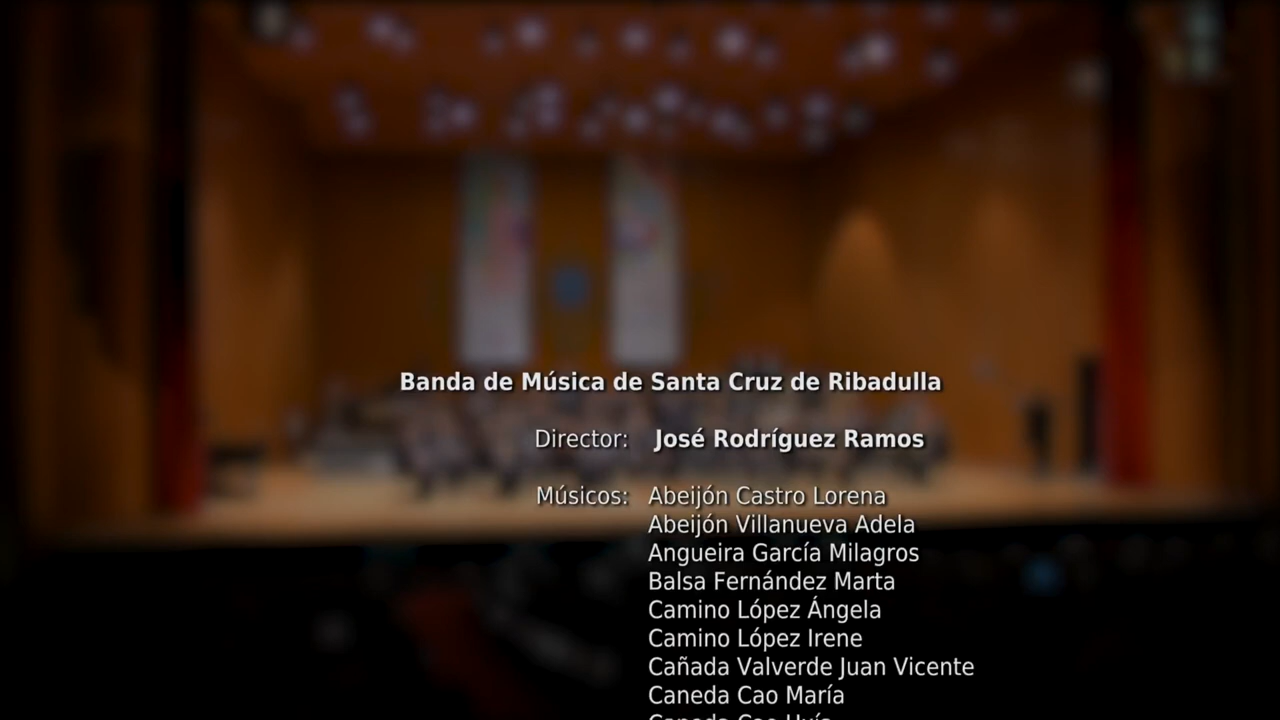 Banda de Música de Santa Cruz de Ribadulla
Director: José Rodríguez Ramos
Músicos: Abeijón Castro Lorena
Abeijón Villanueva Adela
Angueira García Milagros
Balsa Fernández Marta
Camino López Ángela
Camino López Irene
Cañada Valverde Juan Vicente
Caneda Cao María